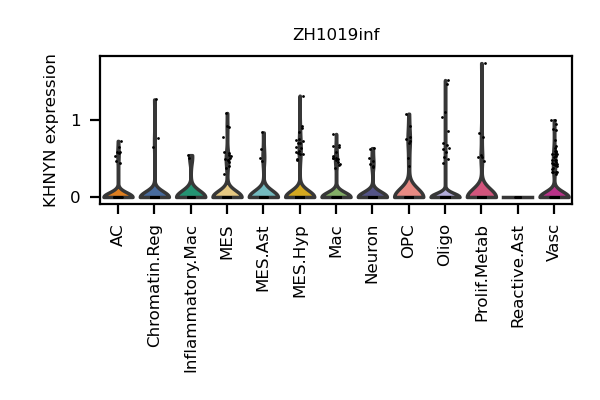 ZH1019inf
KHNYN expression
1
0
AC
Chromatin.Reg
Inflammatory.Mac
MES
MES.Ast
MES.Hyp
Mac
Neuron
OPC
Oligo
Prolif.Metab
Reactive.Ast
Vasc